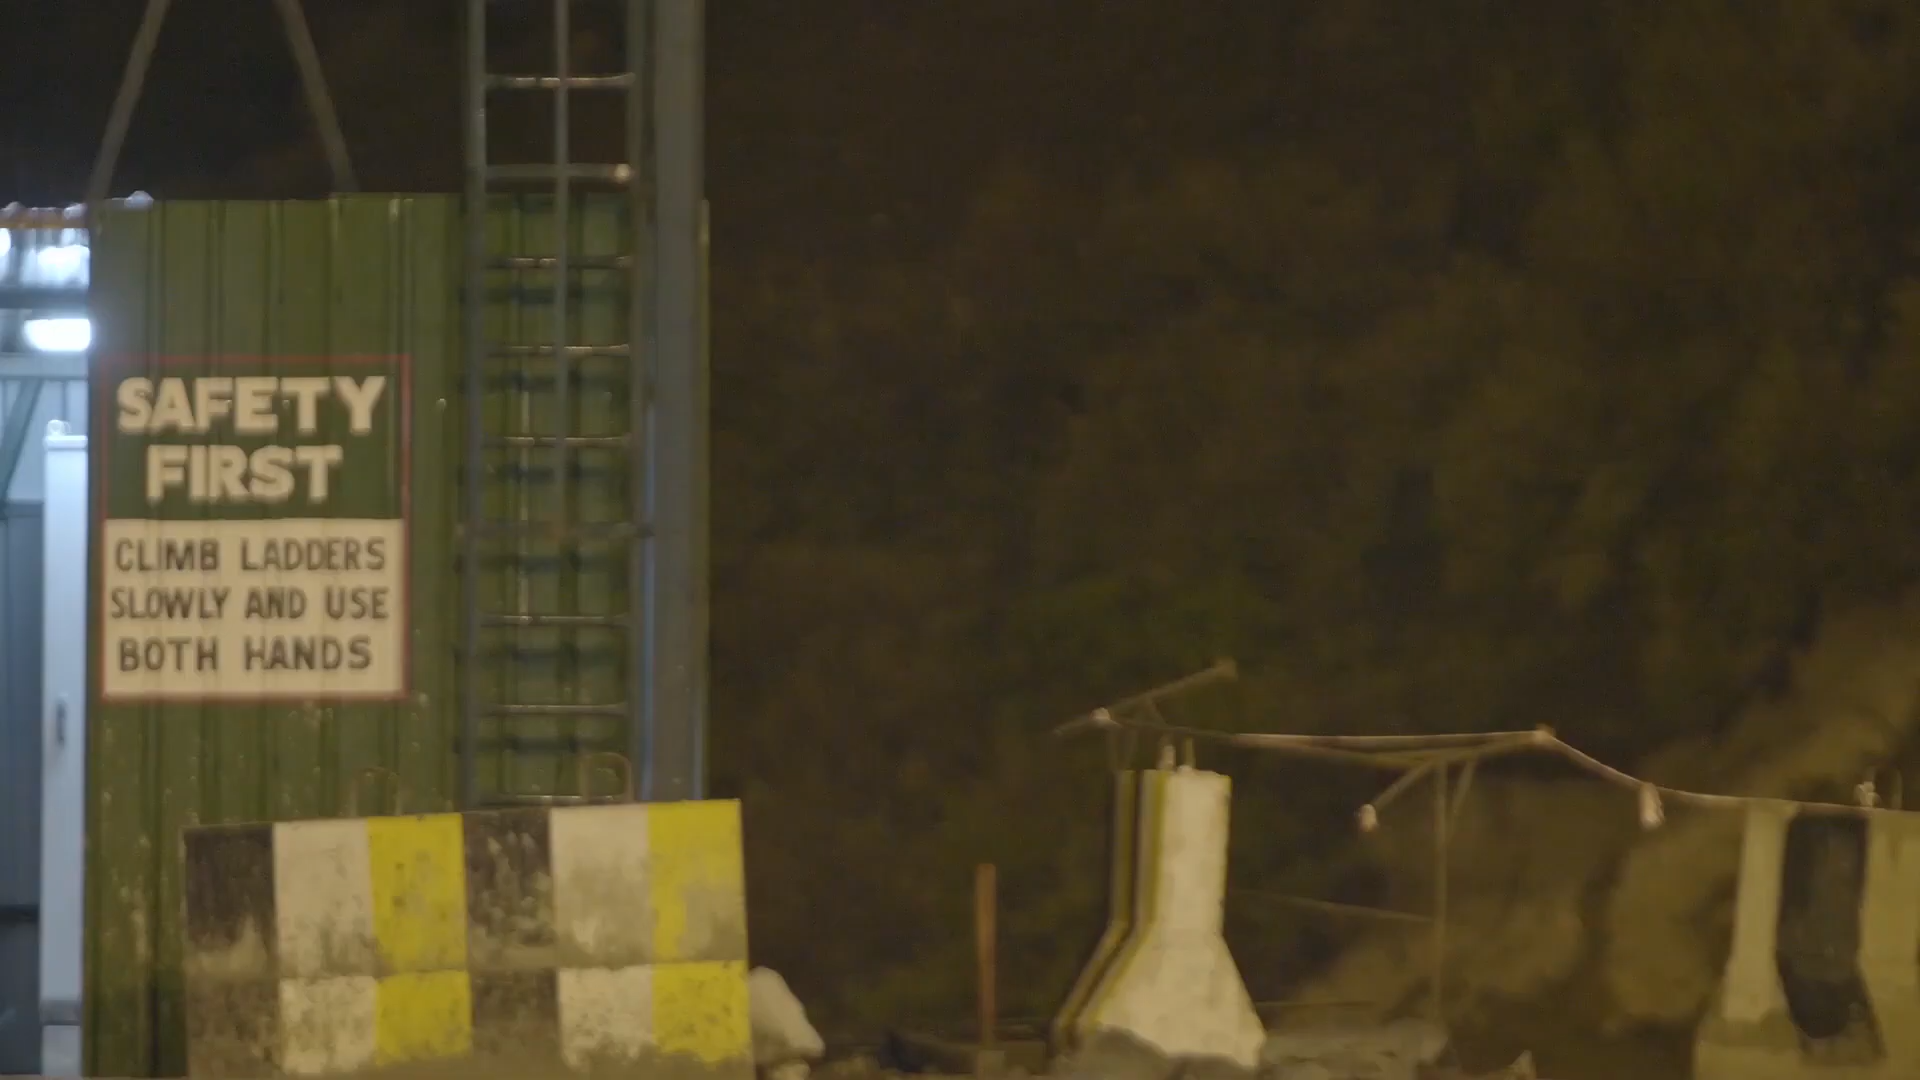 SAFETY
FIRST
CLIMB LADDERS
SLOWLY AND USE
BOTH HANDS